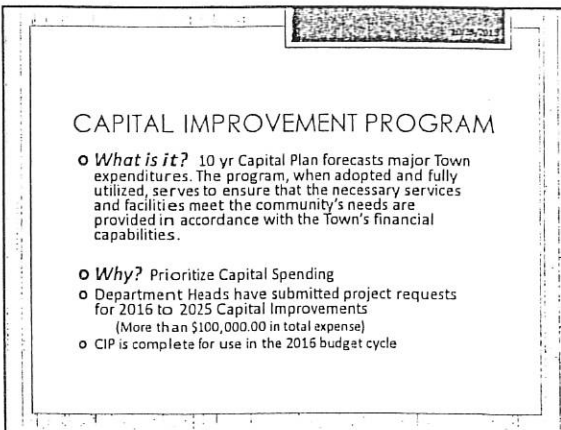 CAPITAL IMPROVEMENT PROGRAM
o What is it? 10 yr Capital Plan forecasts major Town
expenditures. The program, when adopted and fully
utilized, serves to ensure that the necessary services
and facilities meet the community's needs are
provided in accordance with the Town's financial
capabilities.
o Why? Prioritize Capital Spending
o Department Heads have submitted project requests
for 2016 to 2025 Capital Improvements
(More than $100,000.00 in total expense)
o CIP is complete for use in the 2016 budget cycle